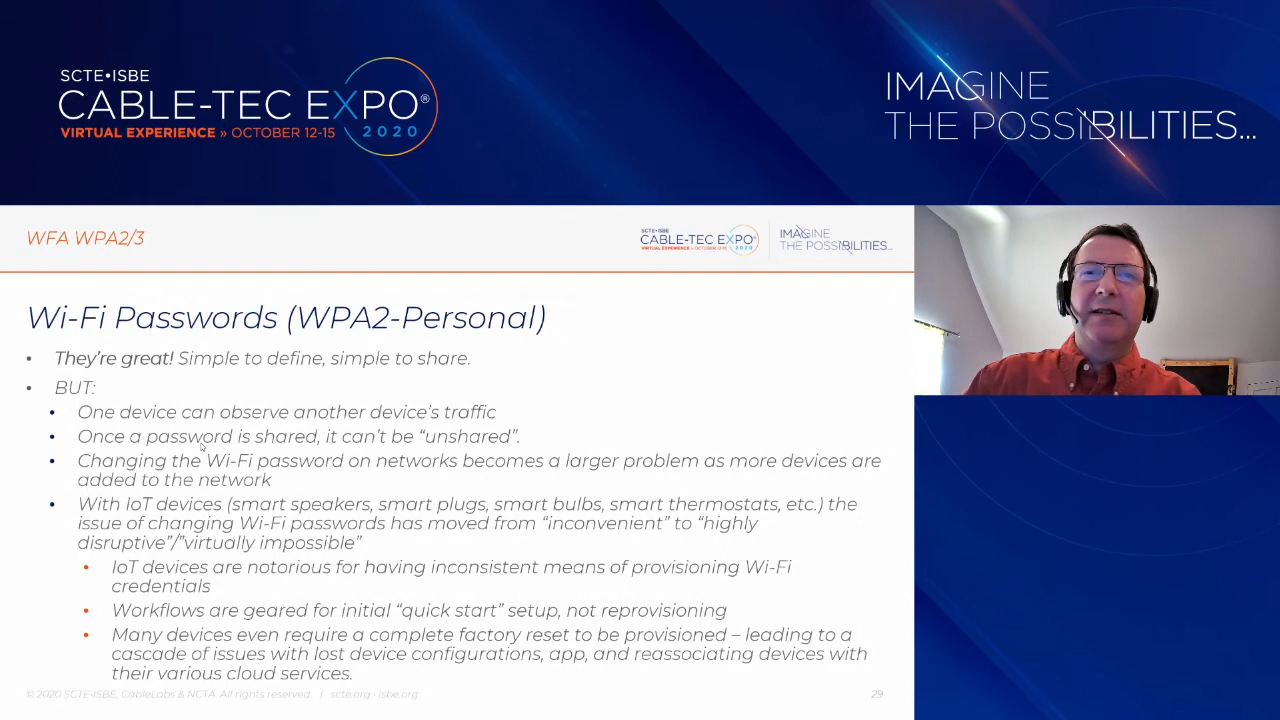 SCTE•ISBE
CABLE-TEC EXPO®
VIRTUAL EXPERIENCE » OCTOBER 12-15
2020
IMAGINE
THE POSSIBILITIES...
WFA WPA2/3
SCTE•ISBE
CABLE-TEC EXPO®
VIRTUAL EXPERIENCE » OCTOBER 12-15
2020
IMAGINE
THE POSSIBILITIES...
Wi-Fi Passwords (WPA2-Personal)
• They’re great! Simple to define, simple to share.
• BUT:
• One device can observe another device’s traffic
• Once a password is shared, it can’t be “unshared”.
• Changing the Wi-Fi password on networks becomes a larger problem as more devices are
added to the network
• With IoT devices (smart speakers, smart plugs, smart bulbs, smart thermostats, etc.) the
issue of changing Wi-Fi passwords has moved from “inconvenient” to “highly
disruptive”/”virtually impossible”
• IoT devices are notorious for having inconsistent means of provisioning Wi-Fi
credentials
• Workflows are geared for initial “quick start” setup, not reprovisioning
• Many devices even require a complete factory reset to be provisioned – leading to a
cascade of issues with lost device configurations, app, and reassociating devices with
their various cloud services.
© 2020 SCTE•ISBE, CableLabs & NCTA. All rights reserved. | scte.org • isbe.org
29